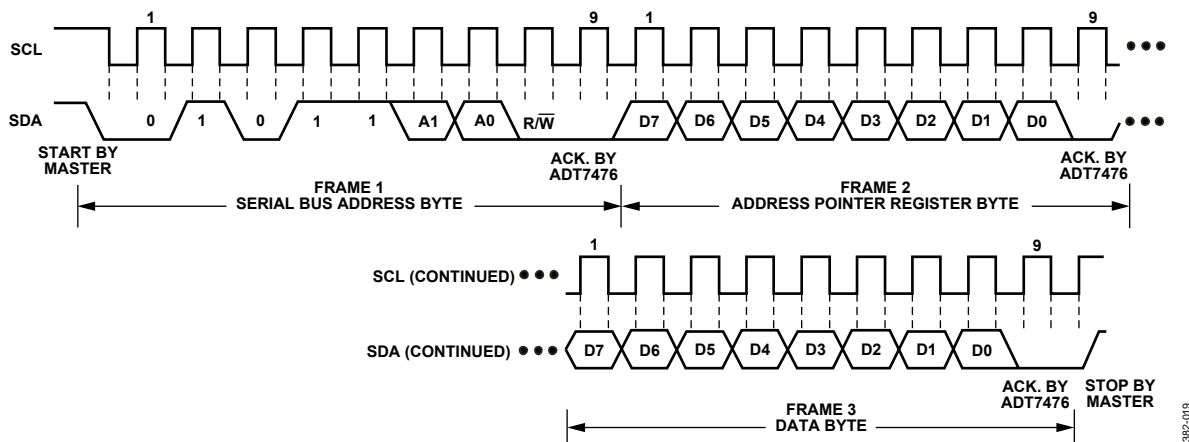 1 9 1 9
SCL
SDA 0 1 0 1 1 A1 A0 R/W̅ D7 D6 D5 D4 D3 D2 D1 D0
START BY
MASTER
ACK. BY
ADT7476
ACK. BY
ADT7476
FRAME 1
SERIAL BUS ADDRESS BYTE
FRAME 2
ADDRESS POINTER REGISTER BYTE
1 9
SCL (CONTINUED)
SDA (CONTINUED) D7 D6 D5 D4 D3 D2 D1 D0
ACK. BY
ADT7476
STOP BY
MASTER
FRAME 3
DATA BYTE
382-019